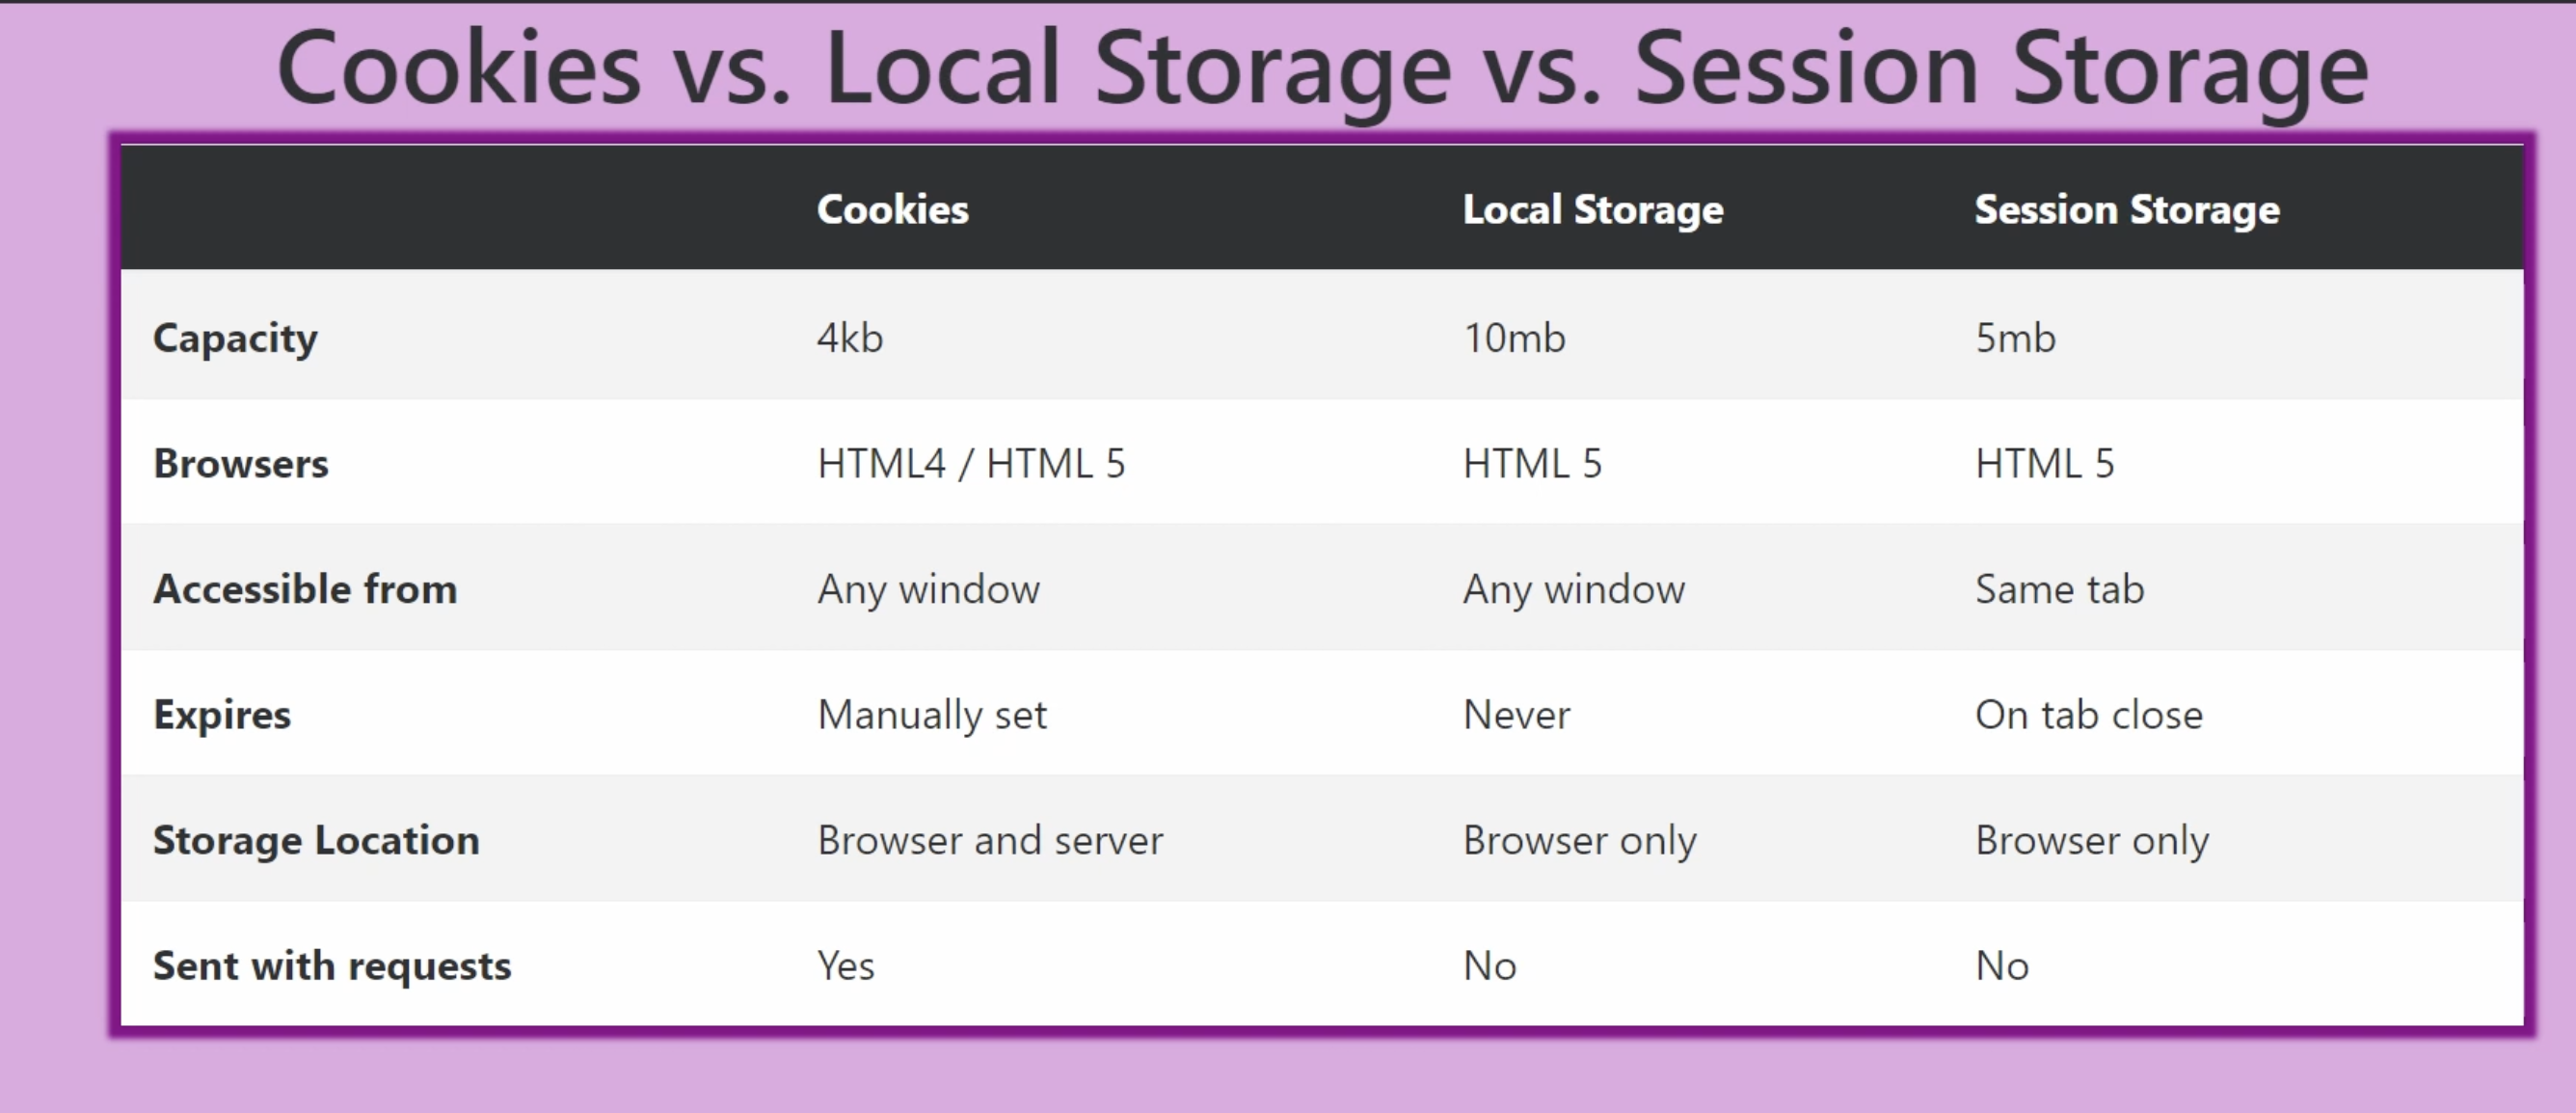 Cookies vs. Local Storage vs. Session Storage
Cookies Local Storage Session Storage
Capacity 4kb 10mb 5mb
Browsers HTML4 / HTML 5 HTML 5 HTML 5
Accessible from Any window Any window Same tab
Expires Manually set Never On tab close
Storage Location Browser and server Browser only Browser only
Sent with requests Yes No No